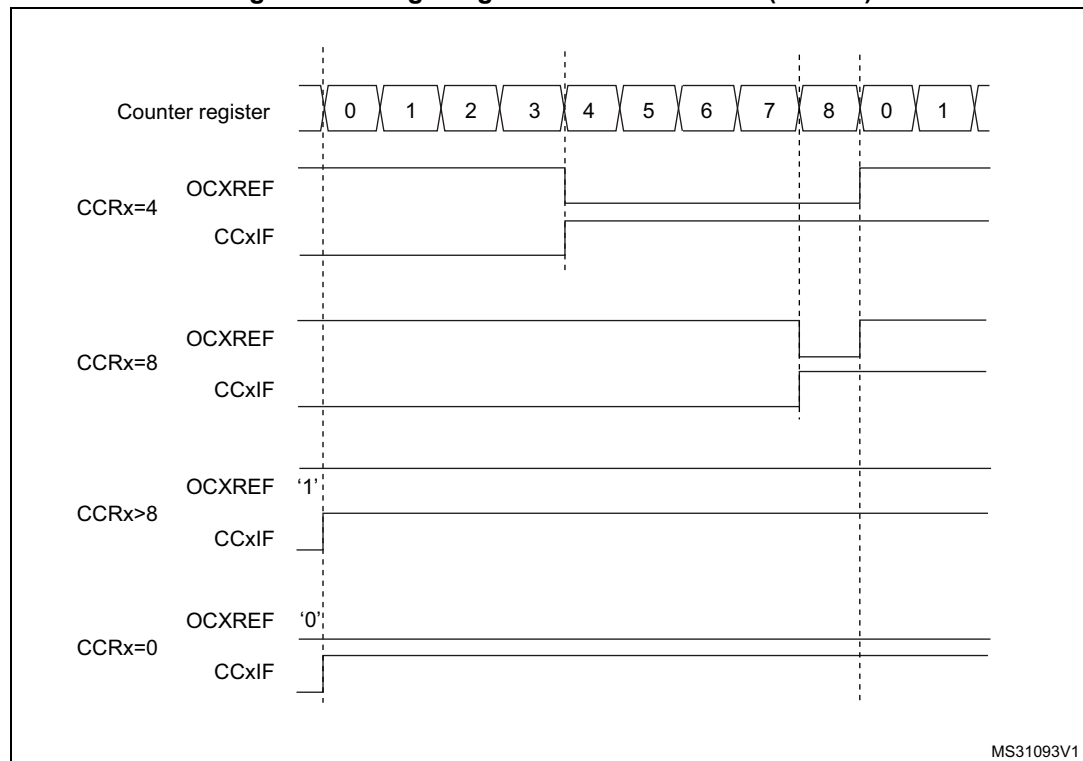 Counter register 0 1 2 3 4 5 6 7 8 0 1
OCXREF
CCRx=4
CCxIF
OCXREF
CCRx=8
CCxIF
OCXREF ‘1’
CCRx>8
CCxIF
OCXREF ‘0’
CCRx=0
CCxIF
MS31093V1